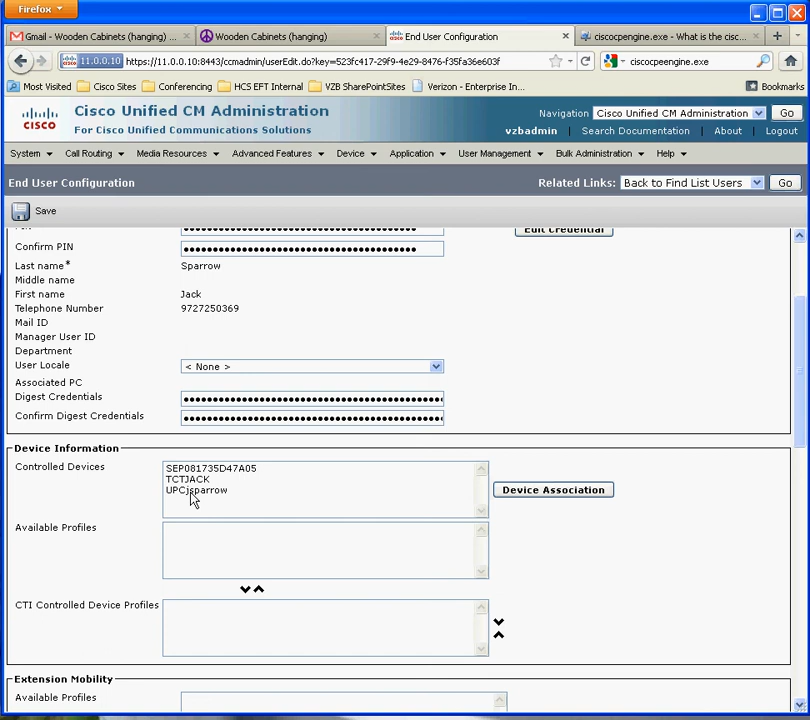 Firefox
Gmail - Wooden Cabinets (hanging) ...
Wooden Cabinets (hanging)
End User Configuration
ciscocpengine.exe - What is the cisc...
11.0.0.10
https://11.0.0.10:8443/ccmadmin/userEdit.do?key=523fc417-29f9-4e29-8476-f35fa36e603f
ciscocpeengine.exe
Most Visited
Cisco Sites
Conferencing
HCS EFT Internal
VZB SharePointSites
Verizon - Enterprise In...
Bookmarks
CISCO
Cisco Unified CM Administration
For Cisco Unified Communications Solutions
Navigation
Cisco Unified CM Administration
Go
vzbadmin
Search Documentation
About
Logout
System
Call Routing
Media Resources
Advanced Features
Device
Application
User Management
Bulk Administration
Help
End User Configuration
Related Links:
Back to Find List Users
Go
Save
Edit Credential
Confirm PIN
Last name*
Sparrow
Middle name
First name
Jack
Telephone Number
9727250369
Mail ID
Manager User ID
Department
User Locale
< None >
Associated PC
Digest Credentials
Confirm Digest Credentials
Device Information
Controlled Devices
SEP081735D47A05
TCTJACK
UPCjsparrow
Device Association
Available Profiles
CTI Controlled Device Profiles
Extension Mobility
Available Profiles